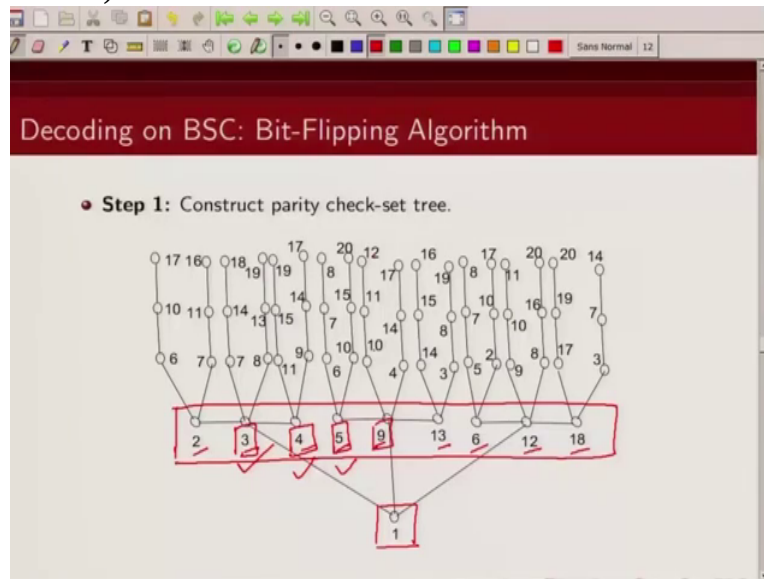 T
Sans Normal 12
Decoding on BSC: Bit-Flipping Algorithm
Step 1: Construct parity check-set tree.
17 16 18 19 19 17 8 20 12 17 16 19 8 17 11 20 20 14
10 11 14 13 15 14 7 15 11 14 15 8 7 10 10 16 19 7
6 7 7 8 11 9 6 10 10 4 14 3 5 2 9 8 17 3
2 3 4 5 9 13 6 12 18
1